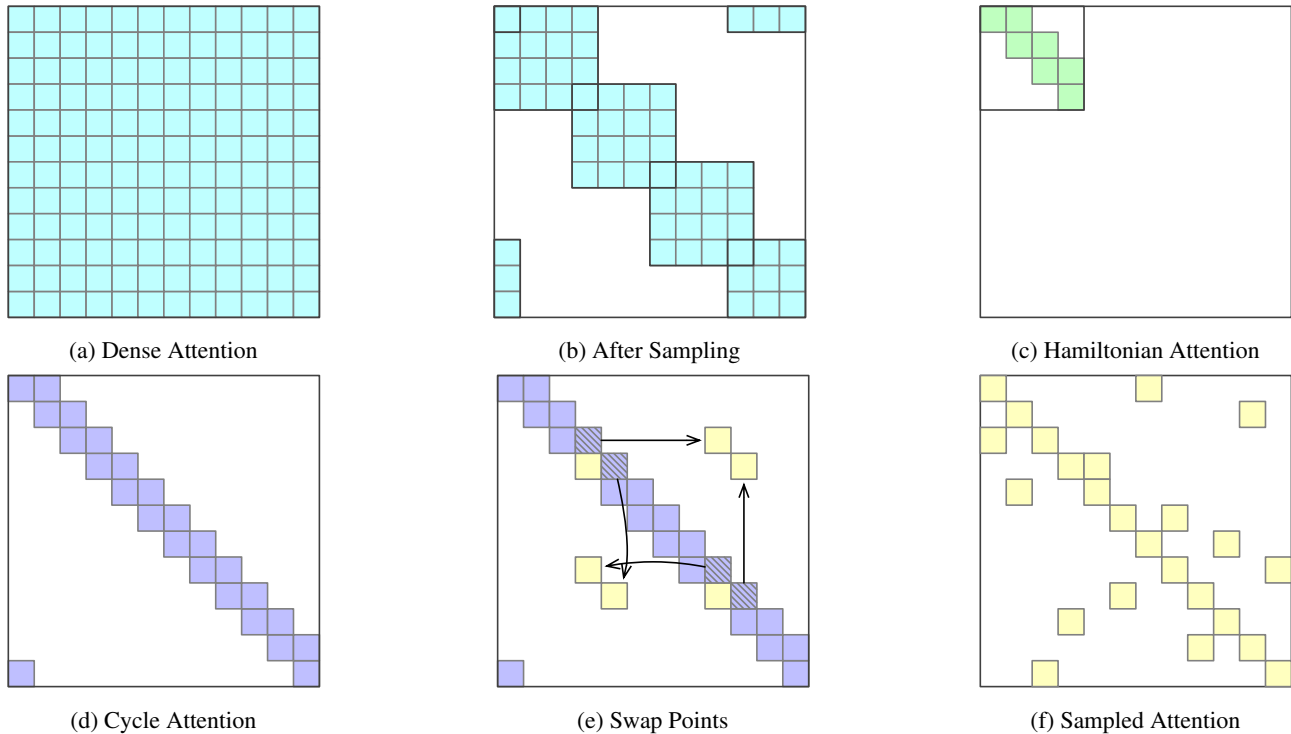 (a) Dense Attention
(b) After Sampling
(c) Hamiltonian Attention
(d) Cycle Attention
(e) Swap Points
(f) Sampled Attention